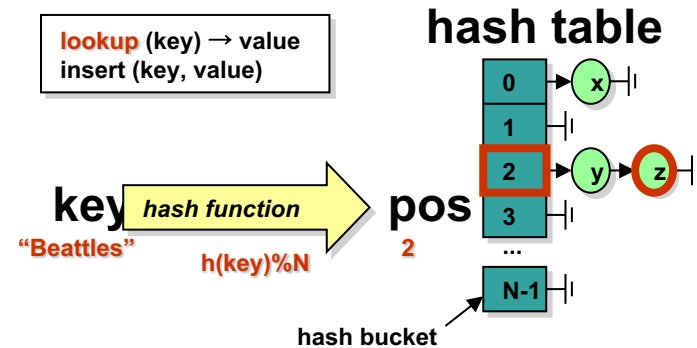 hash table
lookup (key) → value
insert (key, value)
0
x
1
2
y
z
key
hash function
pos
3
“Beattles”
h(key)%N
2
...
N-1
hash bucket